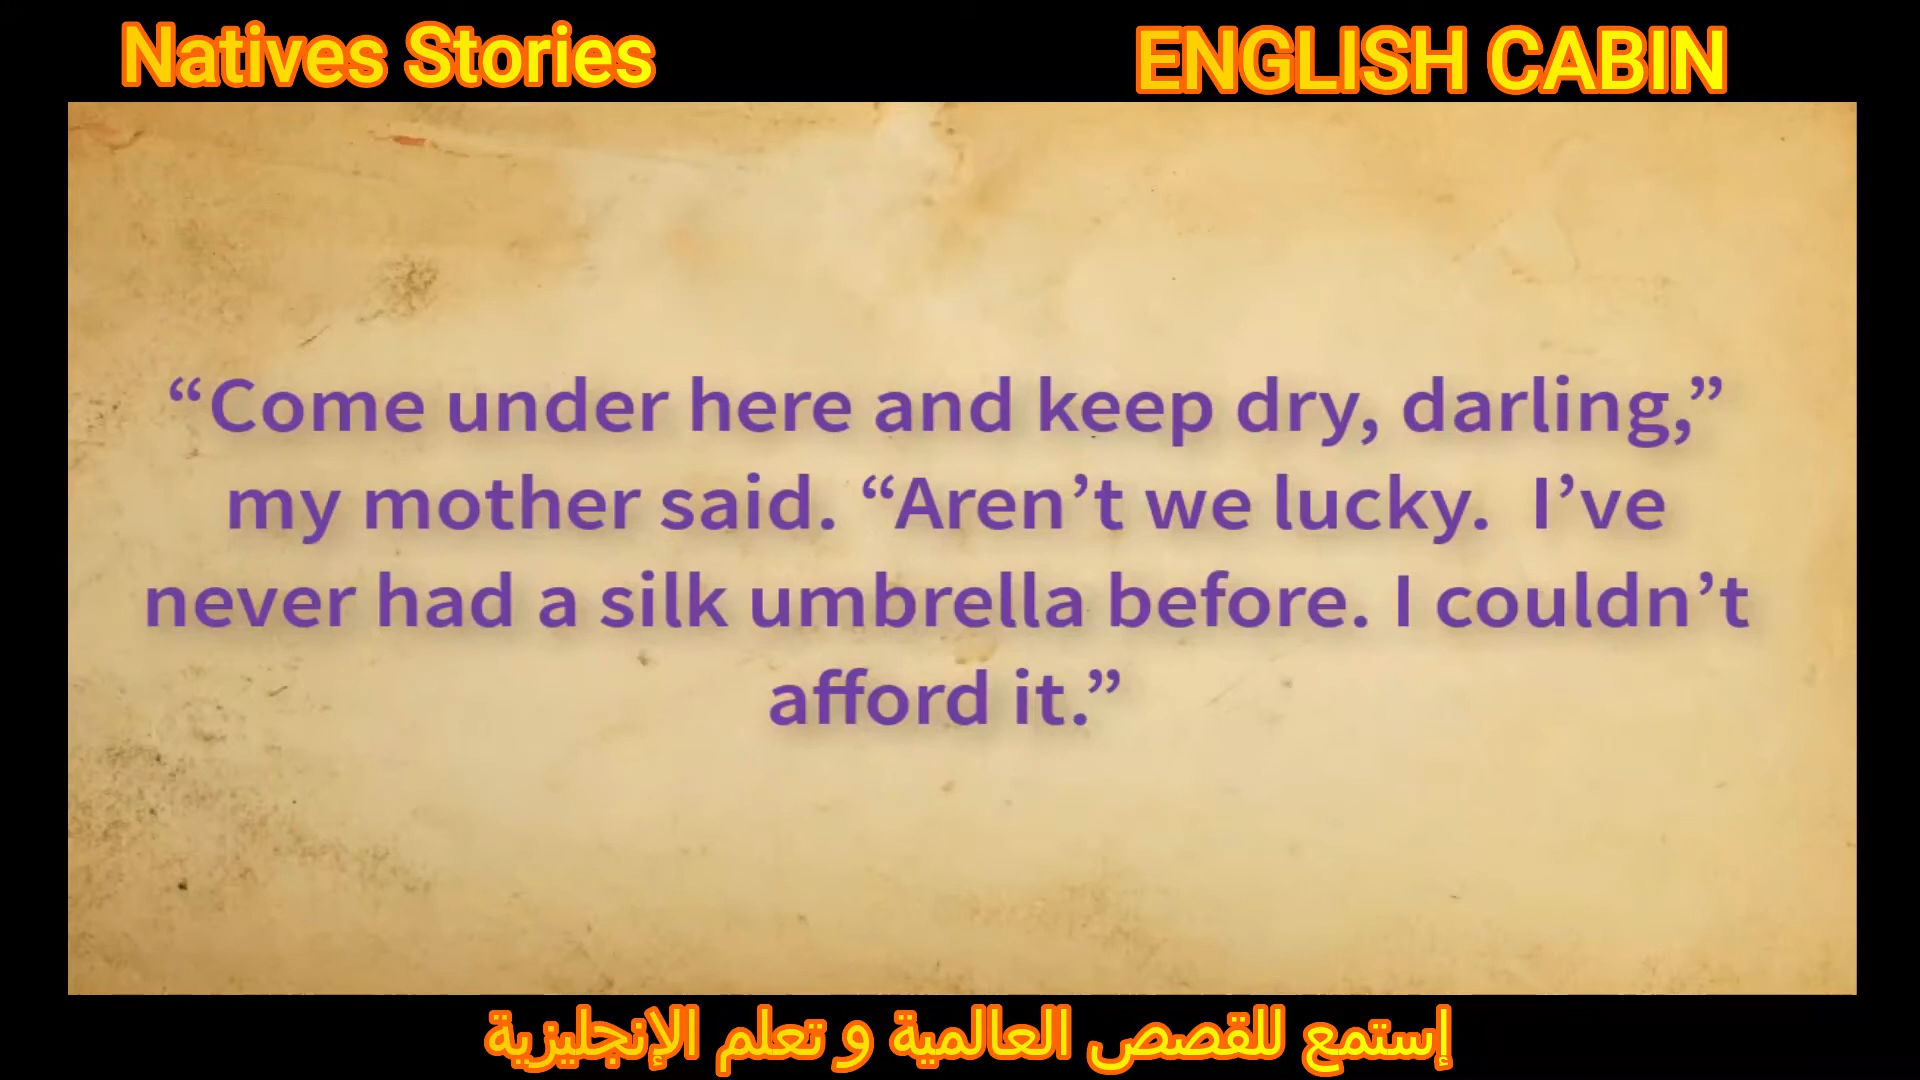 Natives Stories
ENGLISH CABIN
“Come under here and keep dry, darling,”
my mother said. “Aren’t we lucky.  I’ve
never had a silk umbrella before. I couldn’t
afford it.”
إستمع للقصص العالمية و تعلم الإنجليزية